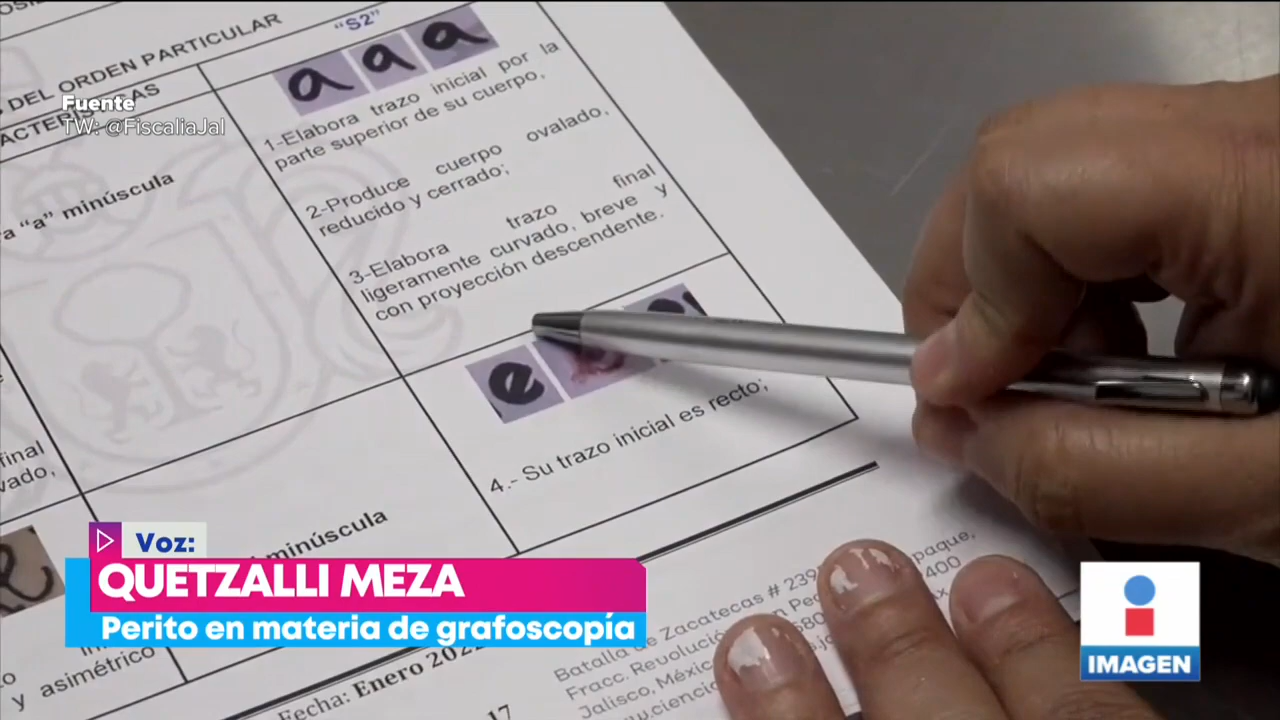 DEL ORDEN PARTICULAR
"S2"
a a a
Fuente
TW: @FiscaliaJal
"a" minúscula
1-Elabora trazo inicial por la
parte superior de su cuerpo,
2-Produce cuerpo ovalado,
reducido y cerrado;
3-Elabora trazo final
ligeramente curvado, breve y
con proyección descendente.
final
e
4.- Su trazo inicial es recto;
minúscula
y asimétrico
Fecha: Enero
17
Batalla de Zacatecas # 239
Fracc. Revolución
Jalisco, México
400
Voz:
QUETZALLI MEZA
Perito en materia de grafoscopía
IMAGEN